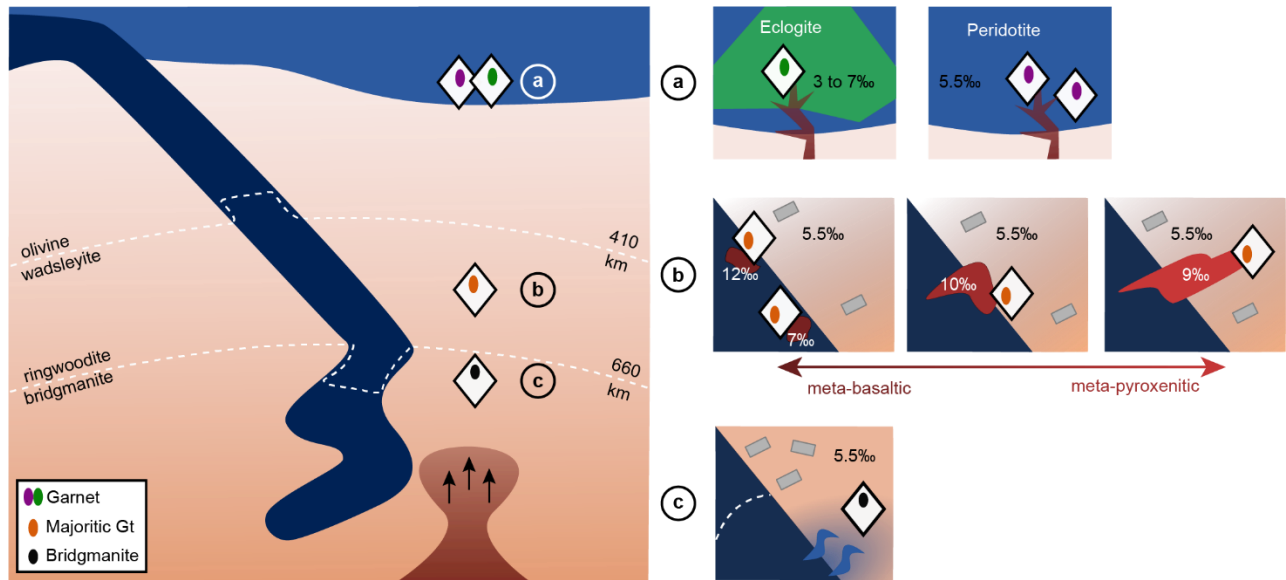 a
olivine
wadsleyite
410
km
b
ringwoodite
bridgmanite
660
km
c
Garnet
Majoritic Gt
Bridgmanite
a
Eclogite
3 to 7‰
Peridotite
5.5‰
b
5.5‰
12‰
7‰
5.5‰
10‰
5.5‰
9‰
meta-basaltic
meta-pyroxenitic
c
5.5‰